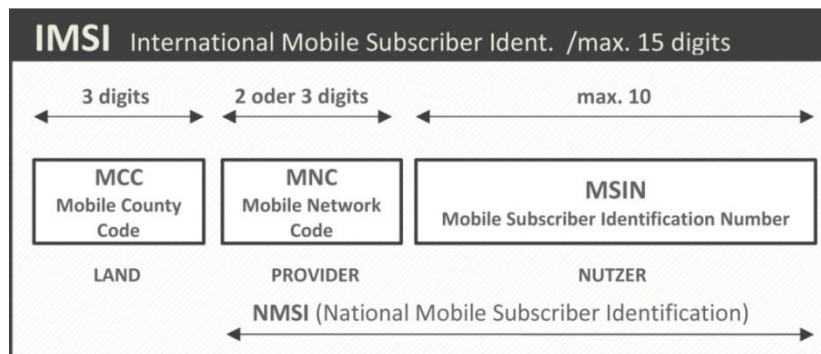 IMSI International Mobile Subscriber Ident. /max. 15 digits
3 digits
2 oder 3 digits
max. 10
MCC
Mobile County
Code
MNC
Mobile Network
Code
MSIN
Mobile Subscriber Identification Number
LAND
PROVIDER
NUTZER
NMSI (National Mobile Subscriber Identification)